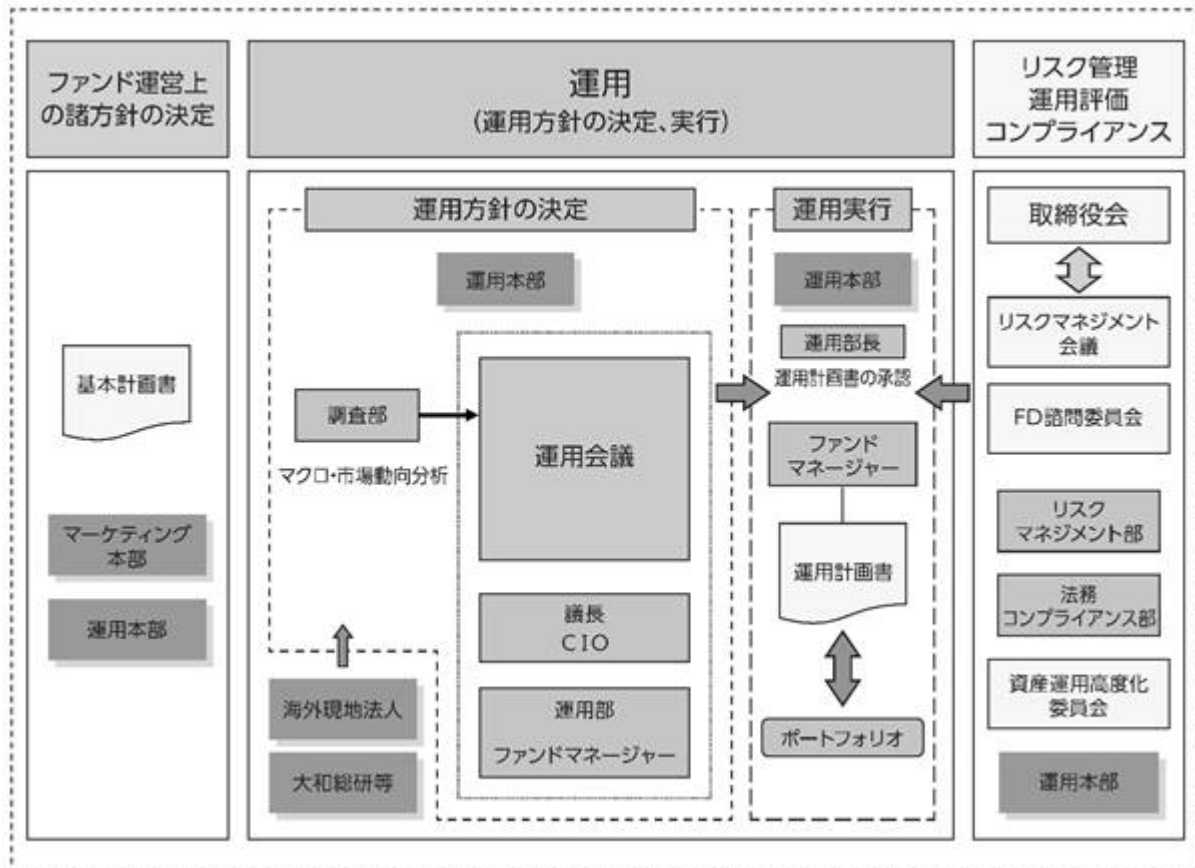 ファンド運営上
の諸方針の決定
運用
(運用方針の決定、実行)
リスク管理
運用評価
コンプライアンス
基本計画書
マーケティング
本部
運用本部
運用方針の決定
運用本部
調査部
マクロ・市場動向分析
運用会議
議長
CIO
運用部
ファンドマネージャー
海外現地法人
大和総研等
運用実行
運用本部
運用部長
運用計画書の承認
ファンド
マネージャー
運用計画書
ポートフォリオ
取締役会
リスクマネジメント
会議
FD諮問委員会
リスク
マネジメント部
法務
コンプライアンス部
資産運用高度化
委員会
運用本部